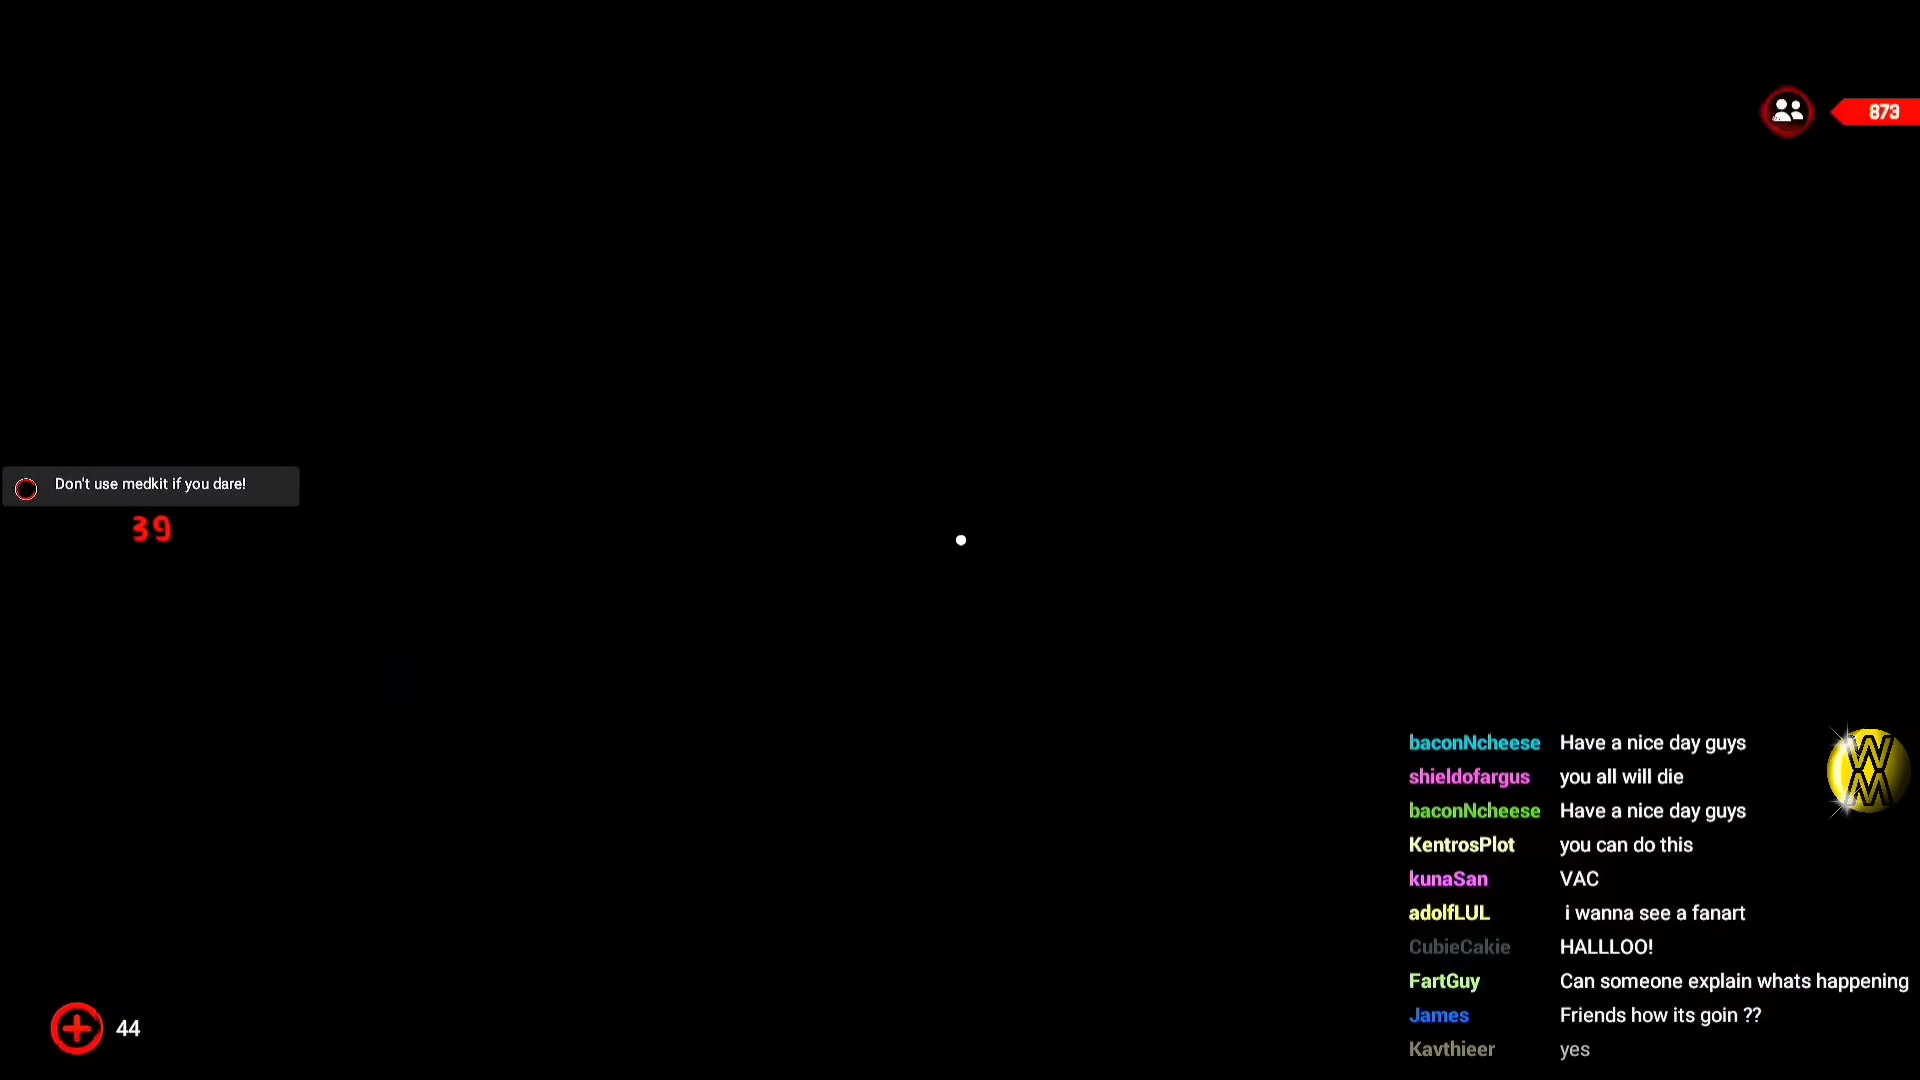 873
Don't use medkit if you dare!
39
baconNcheese Have a nice day guys
shieldofargus you all will die
baconNcheese Have a nice day guys
KentrosPlot you can do this
kunaSan VAC
adolfLUL i wanna see a fanart
CubieCakie HALLLOO!
FartGuy Can someone explain whats happening
James Friends how its goin ??
Kavthieer yes
WM
44